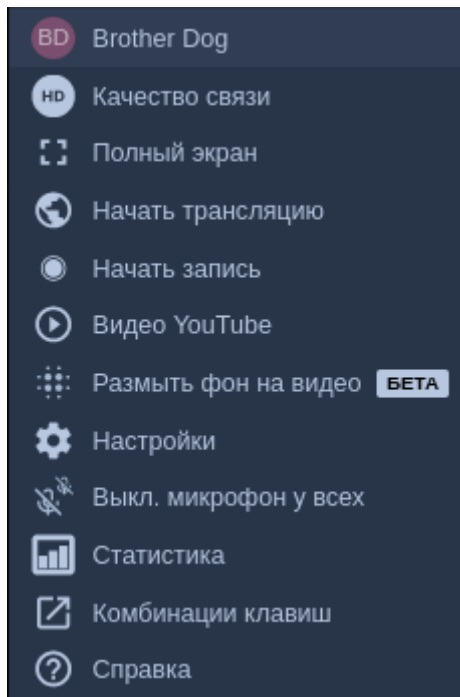 BD Brother Dog
HD Качество связи
Полный экран
Начать трансляцию
Начать запись
Видео YouTube
Размыть фон на видео БЕТА
Настройки
Выкл. микрофон у всех
Статистика
Комбинации клавиш
Справка